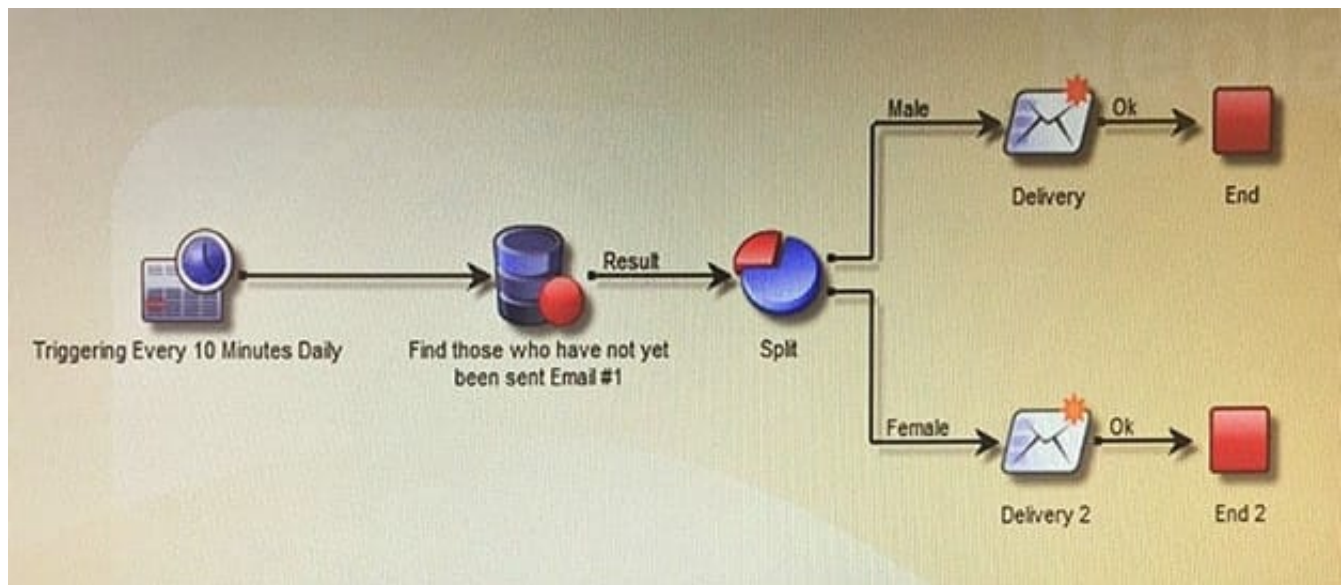 Male
Ok
Delivery
End
Result
Triggering Every 10 Minutes Daily
Find those who have not yet
been sent Email #1
Split
Female
Ok
Delivery 2
End 2